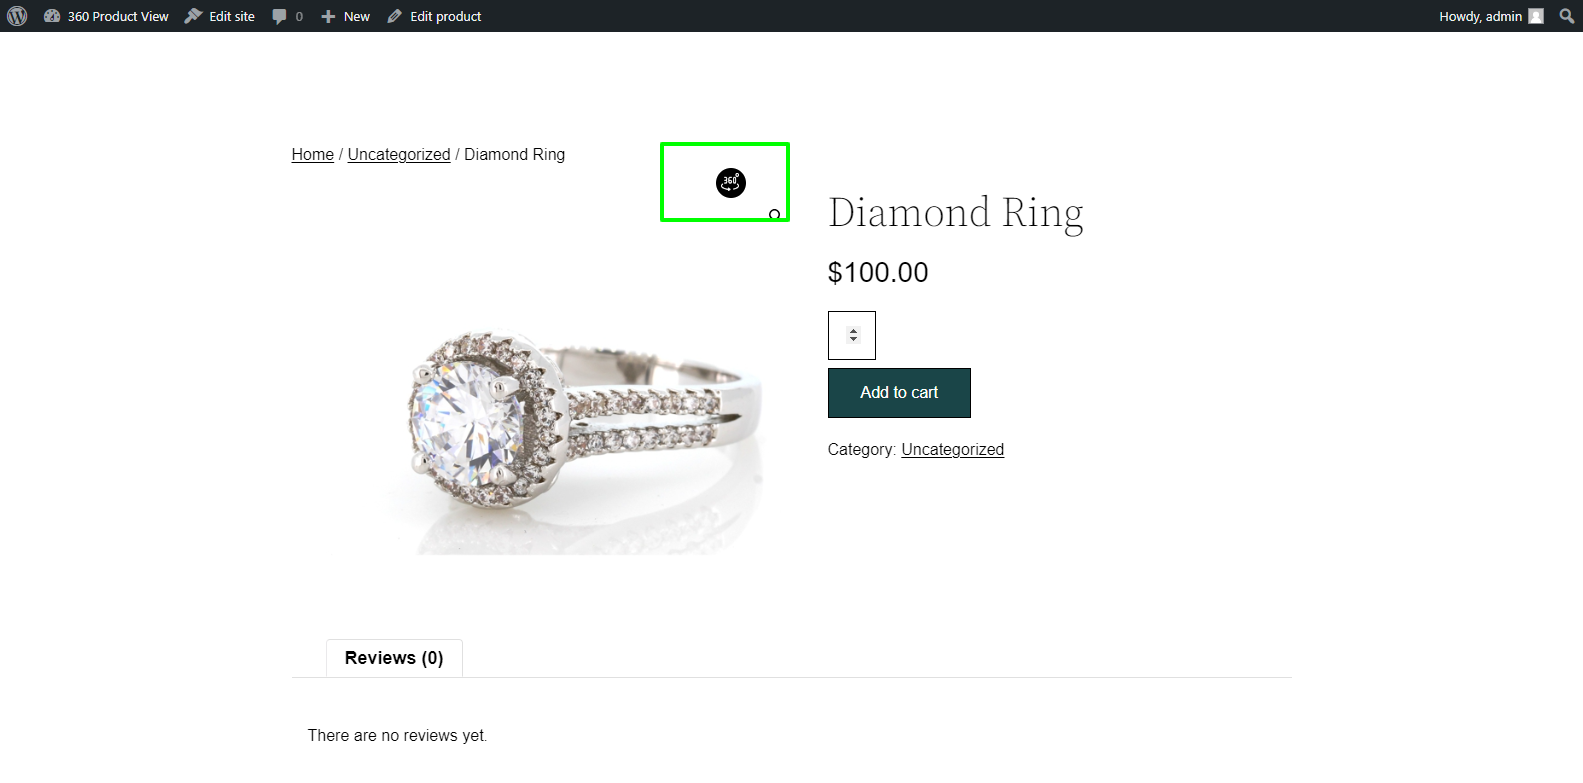 360 Product View Edit site 0 New Edit product Howdy, admin
Home / Uncategorized / Diamond Ring
360°
Diamond Ring
$100.00
Add to cart
Category: Uncategorized
Reviews (0)
There are no reviews yet.